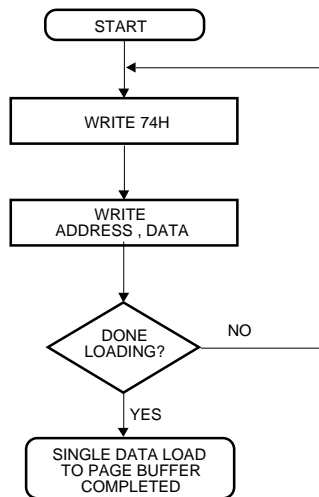 START
WRITE 74H
WRITE
ADDRESS , DATA
DONE
LOADING?
NO
YES
SINGLE DATA LOAD
TO PAGE BUFFER
COMPLETED